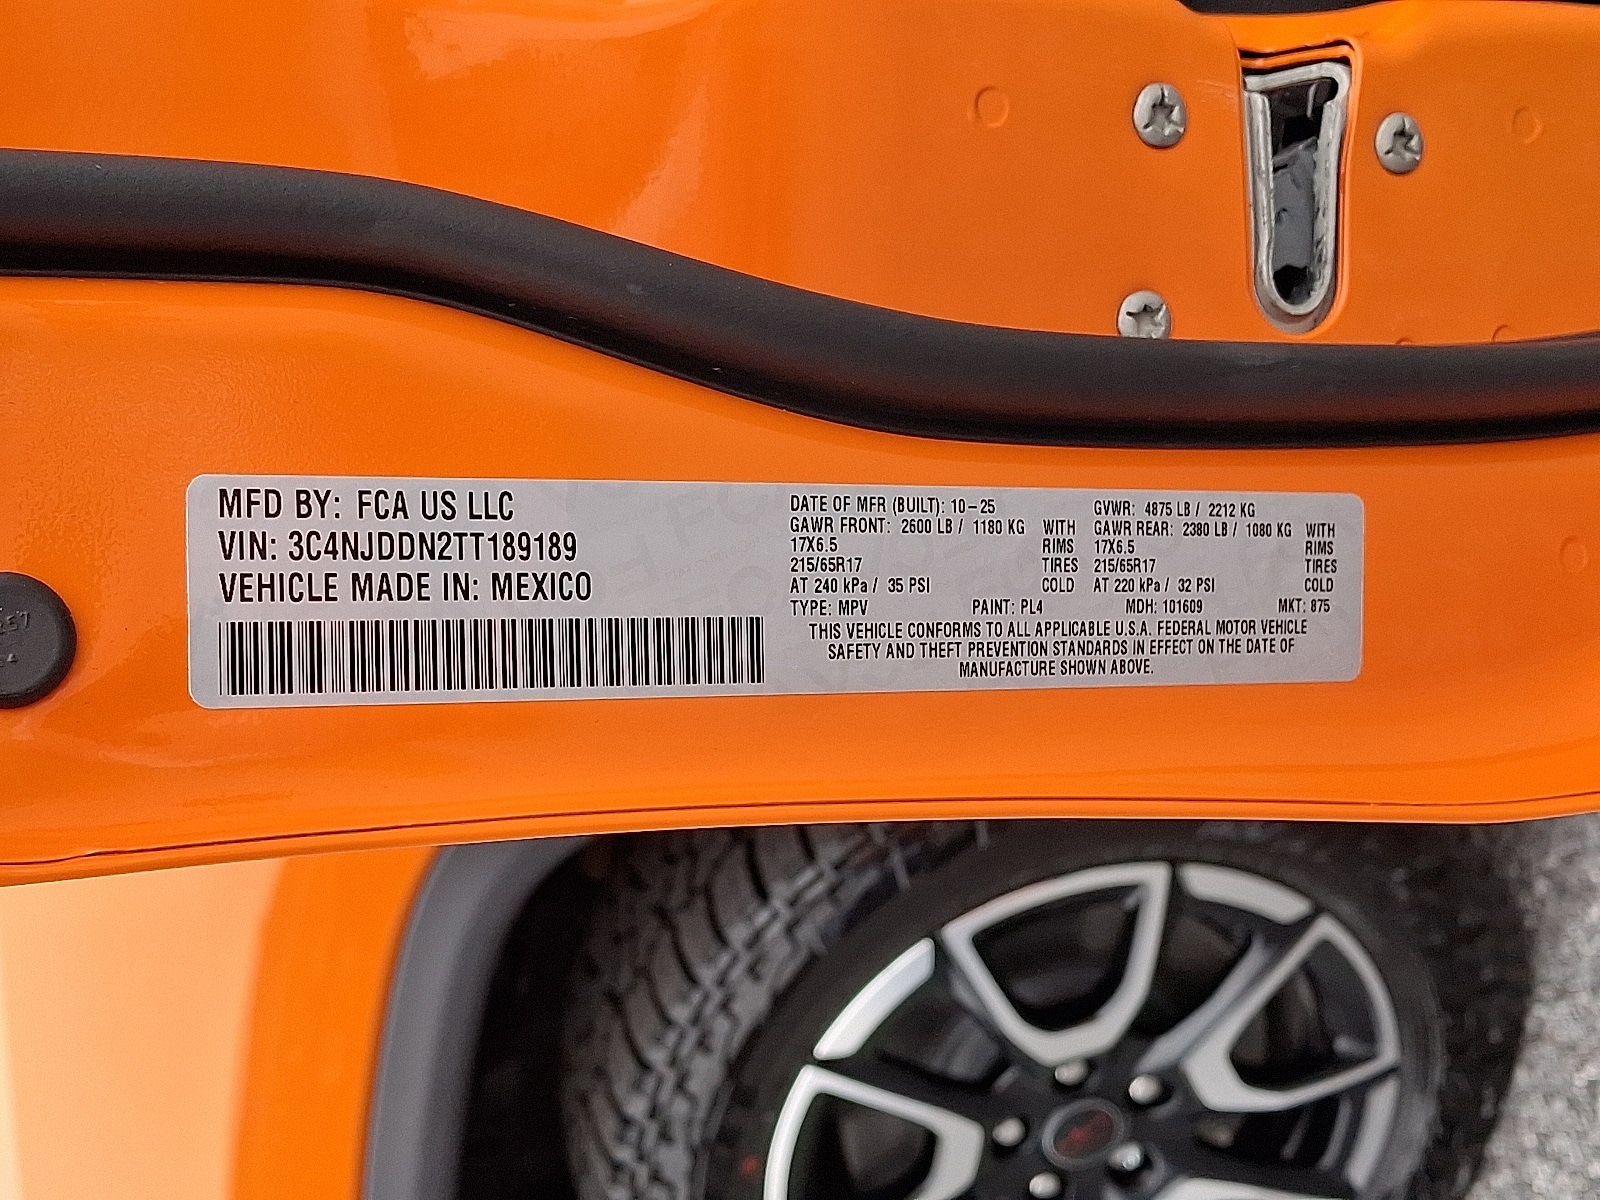 MFD BY: FCA US LLC
VIN: 3C4NJDDN2TT189189
VEHICLE MADE IN: MEXICO
DATE OF MFR (BUILT): 10-25
GAWR FRONT: 2600 LB / 1180 KG WITH
17X6.5 RIMS
215/65R17 TIRES
AT 240 kPa / 35 PSI COLD
GVWR: 4875 LB / 2212 KG
GAWR REAR: 2380 LB / 1080 KG WITH
17X6.5 RIMS
215/65R17 TIRES
AT 220 kPa / 32 PSI COLD
TYPE: MPV PAINT: PL4 MDH: 101609 MKT: 875
THIS VEHICLE CONFORMS TO ALL APPLICABLE U.S.A. FEDERAL MOTOR VEHICLE
SAFETY AND THEFT PREVENTION STANDARDS IN EFFECT ON THE DATE OF
MANUFACTURE SHOWN ABOVE.